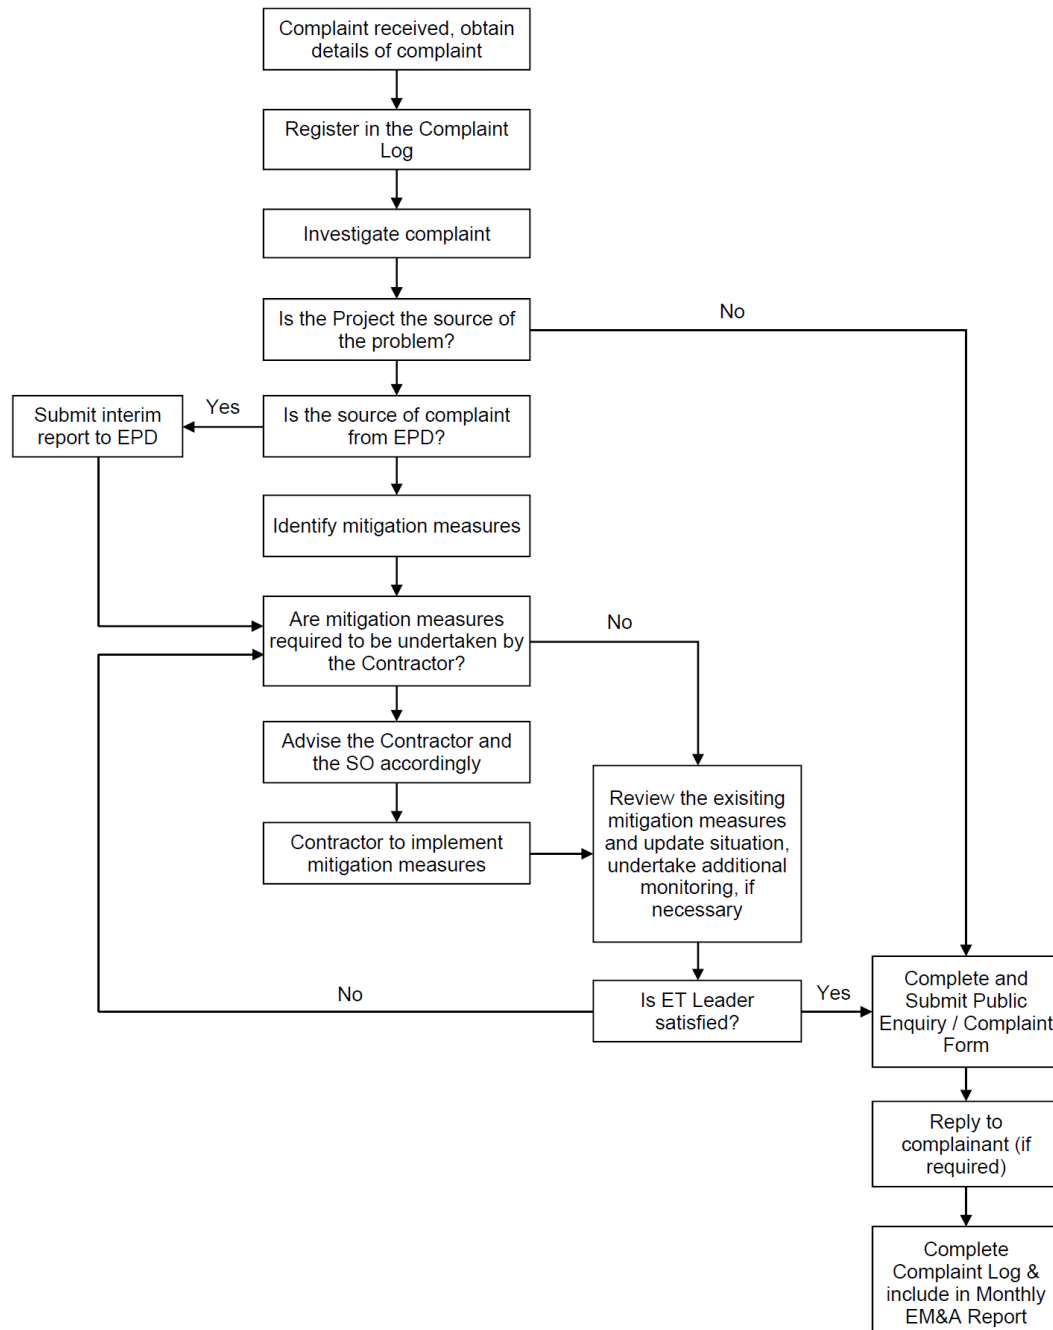 Complaint received, obtain
details of complaint
Register in the Complaint
Log
Investigate complaint
Is the Project the source of
the problem?
No
Submit interim
report to EPD
Yes
Is the source of complaint
from EPD?
Identify mitigation measures
Are mitigation measures
required to be undertaken by
the Contractor?
No
Advise the Contractor and
the SO accordingly
Contractor to implement
mitigation measures
Review the exisiting
mitigation measures
and update situation,
undertake additional
monitoring, if
necessary
No
Is ET Leader
satisfied?
Yes
Complete and
Submit Public
Enquiry / Complaint
Form
Reply to
complainant (if
required)
Complete
Complaint Log &
include in Monthly
EM&A Report